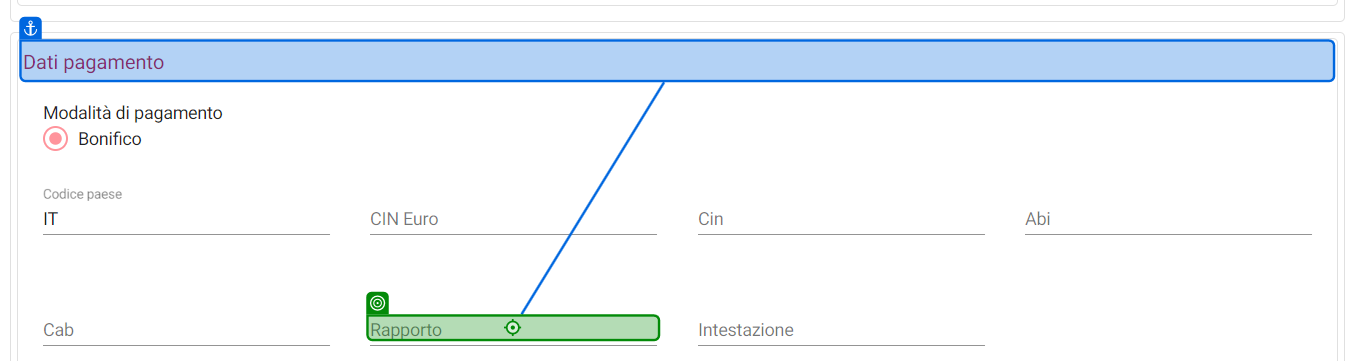 Dati pagamento
Modalità di pagamento
Bonifico
Codice paese
IT
CIN Euro
Cin
Abi
Cab
Rapporto
Intestazione